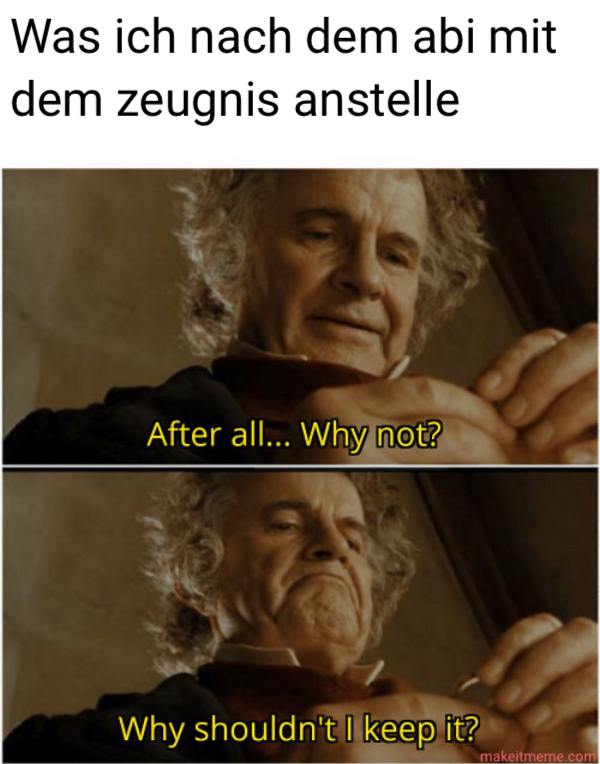 Was ich nach dem abi mit
dem zeugnis anstelle
After all... Why not?
Why shouldn't I keep it?
makeitmeme.com